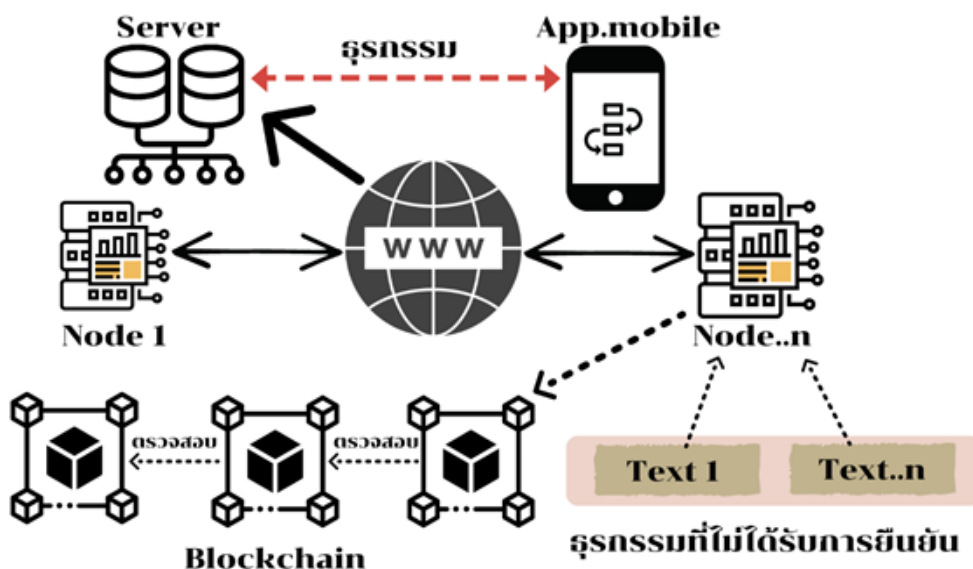 Server
App.mobile
ธุรกรรม
WWW
Node 1
Node..n
ตรวจสอบ
ตรวจสอบ
Text 1
Text..n
Blockchain
ธุรกรรมที่ไม่ได้รับการยืนยัน